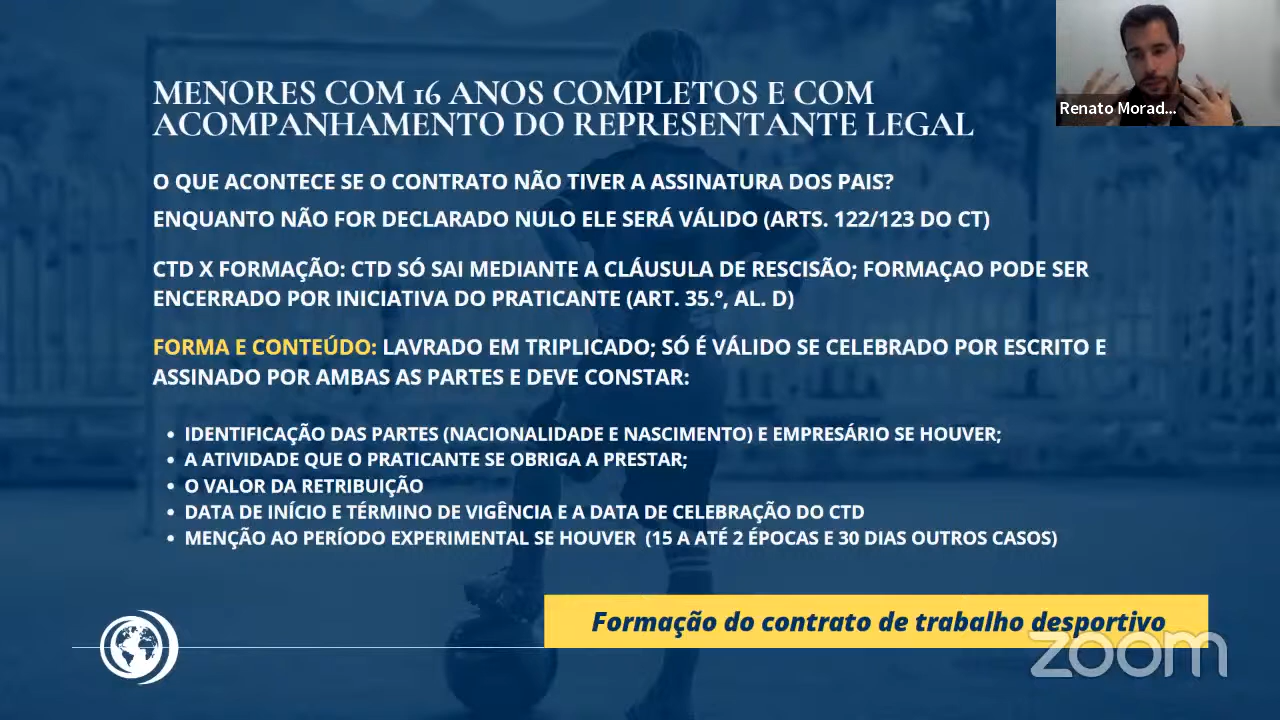 MENORES COM 16 ANOS COMPLETOS E COM
ACOMPANHAMENTO DO REPRESENTANTE LEGAL
Renato Morad...
O QUE ACONTECE SE O CONTRATO NÃO TIVER A ASSINATURA DOS PAIS?
ENQUANTO NÃO FOR DECLARADO NULO ELE SERÁ VÁLIDO (ARTS. 122/123 DO CT)
CTD X FORMAÇÃO: CTD SÓ SAI MEDIANTE A CLÁUSULA DE RESCISÃO; FORMAÇAO PODE SER
ENCERRADO POR INICIATIVA DO PRATICANTE (ART. 35.º, AL. D)
FORMA E CONTEÚDO: LAVRADO EM TRIPLICADO; SÓ É VÁLIDO SE CELEBRADO POR ESCRITO E
ASSINADO POR AMBAS AS PARTES E DEVE CONSTAR:
• IDENTIFICAÇÃO DAS PARTES (NACIONALIDADE E NASCIMENTO) E EMPRESÁRIO SE HOUVER;
• A ATIVIDADE QUE O PRATICANTE SE OBRIGA A PRESTAR;
• O VALOR DA RETRIBUIÇÃO
• DATA DE INÍCIO E TÉRMINO DE VIGÊNCIA E A DATA DE CELEBRAÇÃO DO CTD
• MENÇÃO AO PERÍODO EXPERIMENTAL SE HOUVER (15 A ATÉ 2 ÉPOCAS E 30 DIAS OUTROS CASOS)
Formação do contrato de trabalho desportivo
zoom